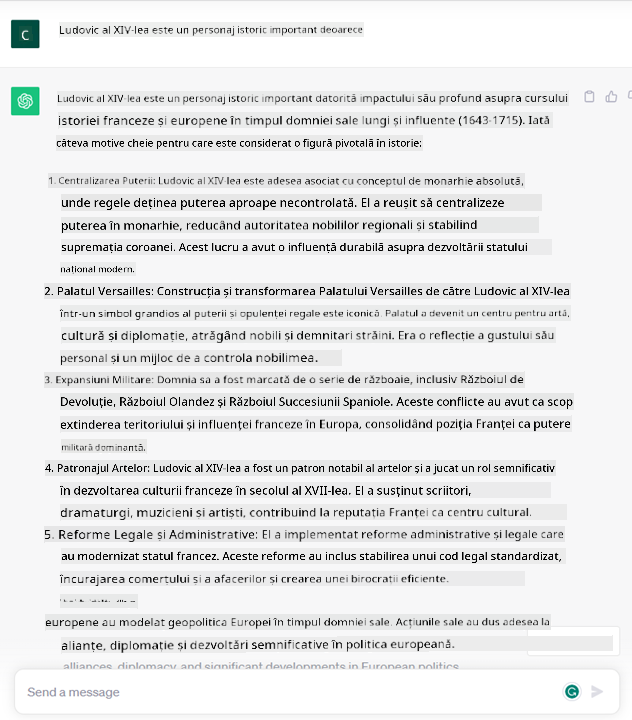 C
Ludovic al XIV-lea este un personaj istoric important deoarece
Ludovic al XIV-lea este un personaj istoric important datorită impactului său profund asupra cursului
istoriei franceze și europene în timpul domniei sale lungi și influente (1643-1715). Iată
câteva motive cheie pentru care este considerat o figură pivotală în istorie:
1. Centralizarea Puterii: Ludovic al XIV-lea este adesea asociat cu conceptul de monarhie absolută,
unde regele deținea puterea aproape necontrolată. El a reușit să centralizeze
puterea în monarhie, reducând autoritatea nobililor regionali și stabilind
supremația coroanei. Acest lucru a avut o influență durabilă asupra dezvoltării statului
național modern.
2. Palatul Versailles: Construcția și transformarea Palatului Versailles de către Ludovic al XIV-lea
într-un simbol grandios al puterii și opulenței regale este iconică. Palatul a devenit un centru pentru artă,
cultură și diplomație, atrăgând nobili și demnitari străini. Era o reflecție a gustului său
personal și un mijloc de a controla nobilimea.
3. Expansiuni Militare: Domnia sa a fost marcată de o serie de războaie, inclusiv Războiul de
Devoluție, Războiul Olandez și Războiul Succesiunii Spaniole. Aceste conflicte au avut ca scop
extinderea teritoriului și influenței franceze în Europa, consolidând poziția Franței ca putere
militară dominantă.
4. Patronajul Artelor: Ludovic al XIV-lea a fost un patron notabil al artelor și a jucat un rol semnificativ
în dezvoltarea culturii franceze în secolul al XVII-lea. El a susținut scriitori,
dramaturgi, muzicieni și artiști, contribuind la reputația Franței ca centru cultural.
5. Reforme Legale și Administrative: El a implementat reforme administrative și legale care
au modernizat statul francez. Aceste reforme au inclus stabilirea unui cod legal standardizat,
încurajarea comerțului și a afacerilor și crearea unei birocrații eficiente.
europene au modelat geopolitica Europei în timpul domniei sale. Acțiunile sale au dus adesea la
alianțe, diplomație și dezvoltări semnificative în politica europeană.
alliances, diplomacy, and significant developments in European politics.
Send a message